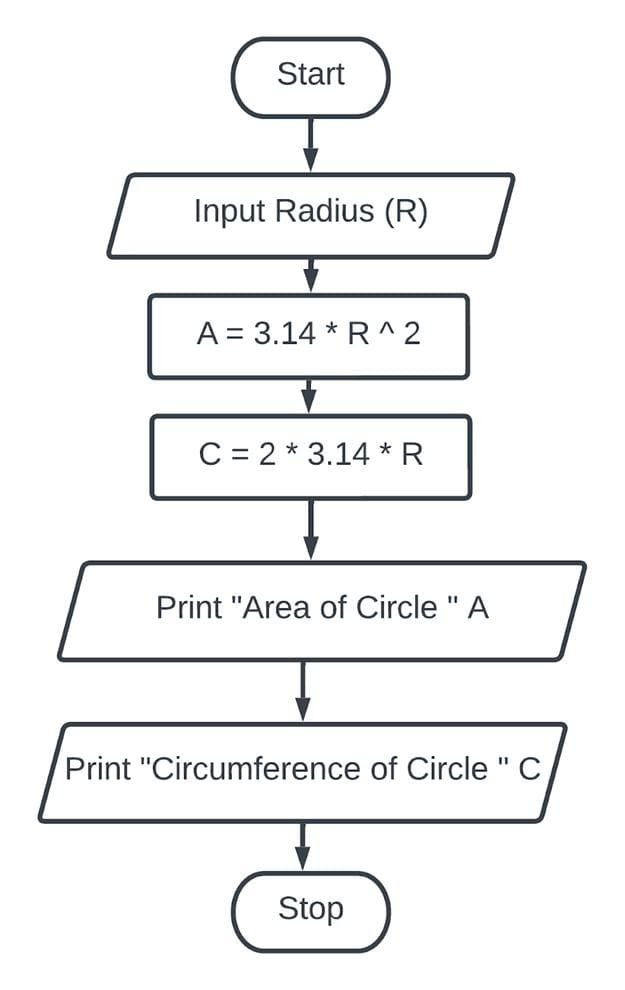 Start
Input Radius (R)
A = 3.14 * R ^ 2
C = 2 * 3.14 * R
Print "Area of Circle " A
Print "Circumference of Circle " C
Stop